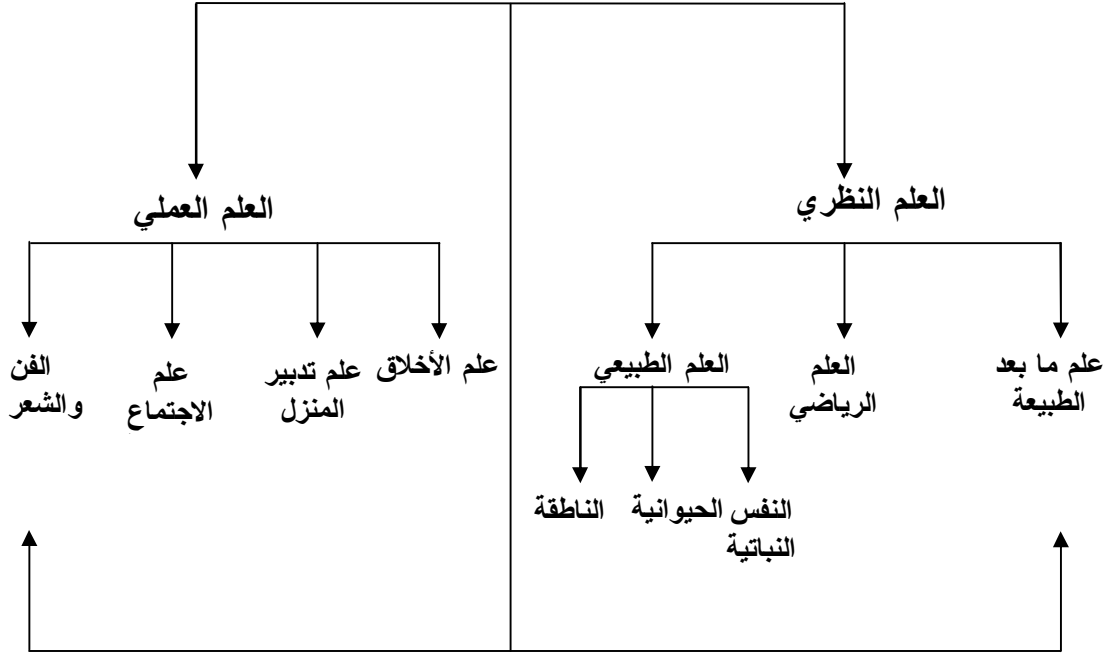 العلم النظري
العلم العملي
علم ما بعد
الطبيعة
العلم
الرياضي
العلم الطبيعي
علم الأخلاق
علم تدبير
المنزل
علم
الاجتماع
الفن
والشعر
النفس
النباتية
الحيوانية
الناطقة